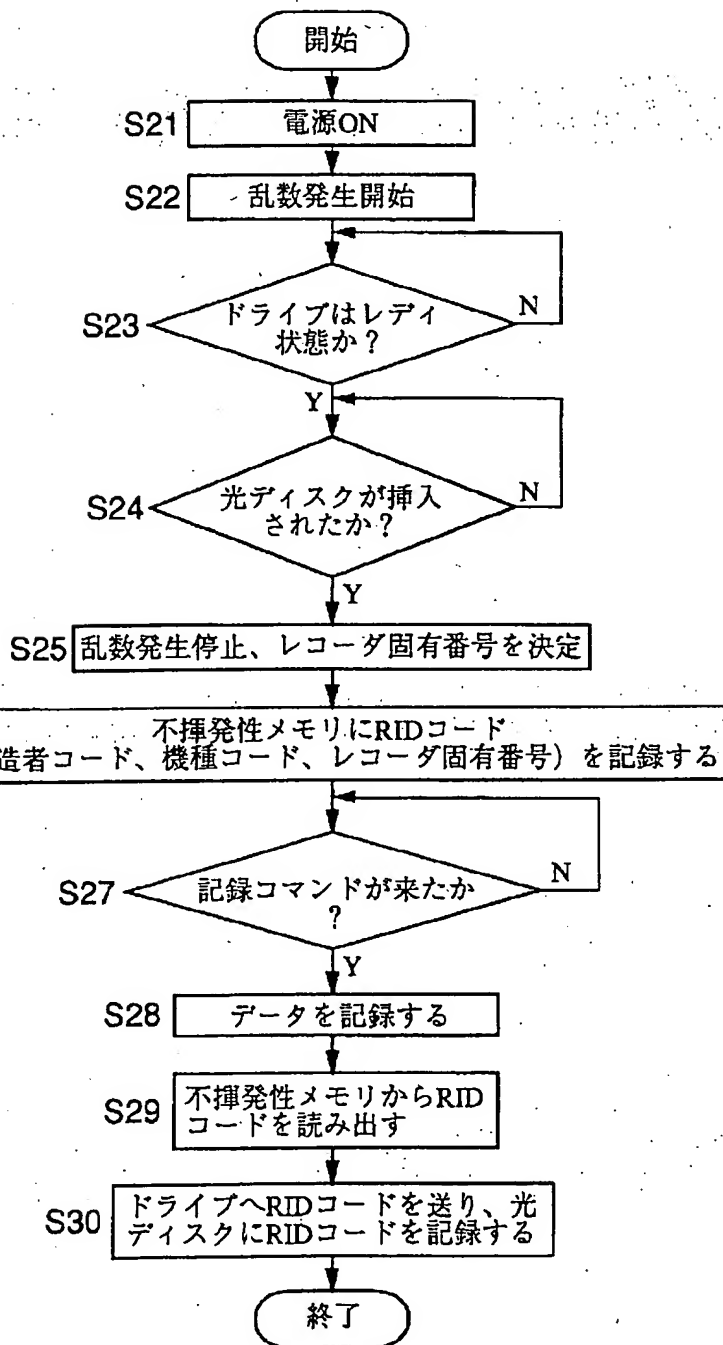 開始
S21 電源ON
S22 乱数発生開始
S23 ドライブはレディ
状態か？
N
Y
S24 光ディスクが挿入
されたか？
N
Y
S25 乱数発生停止、レコーダ固有番号を決定
不揮発性メモリにRIDコード
造者コード、機種コード、レコーダ固有番号）を記録する
S27 記録コマンドが来たか
？
N
Y
S28 データを記録する
S29 不揮発性メモリからRID
コードを読み出す
S30 ドライブへRIDコードを送り、光
ディスクにRIDコードを記録する
終了